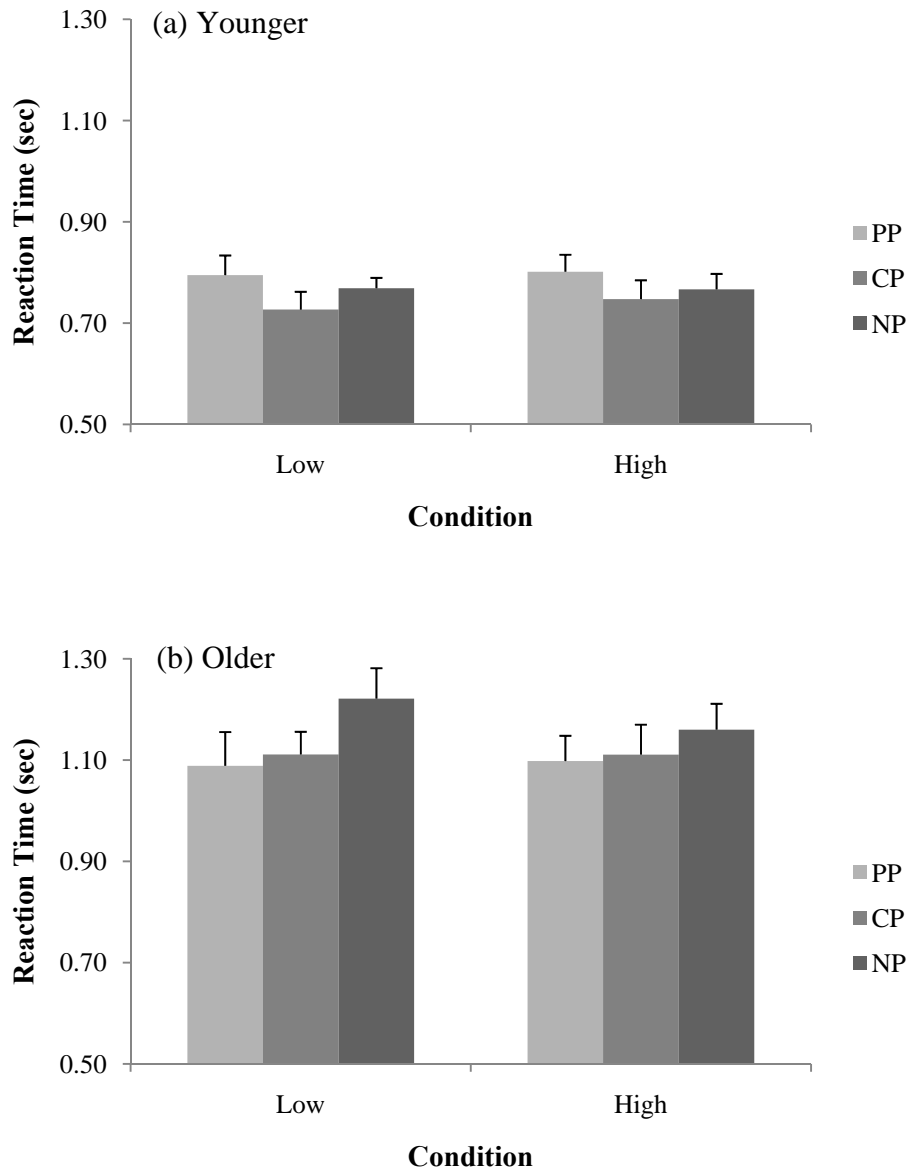 (a) Younger
1.30
1.10
0.90
0.70
0.50
Reaction Time (sec)
Low
High
Condition
PP
CP
NP
(b) Older
1.30
1.10
0.90
0.70
0.50
Reaction Time (sec)
Low
High
Condition
PP
CP
NP